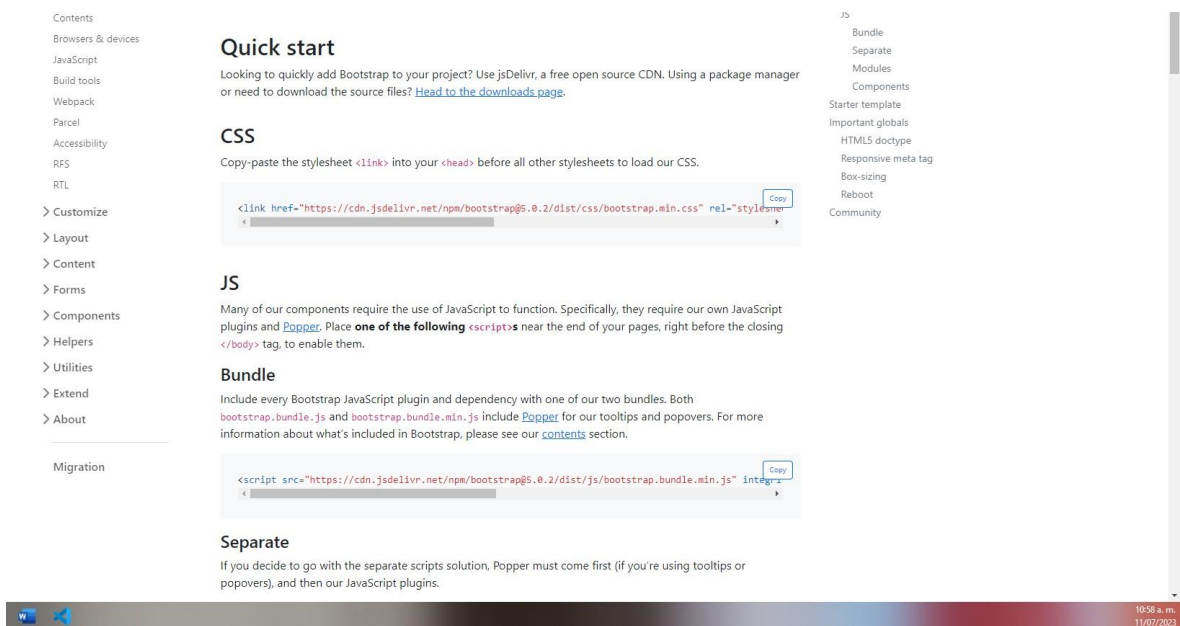 Contents
Browsers & devices
JavaScript
Build tools
Webpack
Parcel
Accessibility
RFS
RTL
Customize
Layout
Content
Forms
Components
Helpers
Utilities
Extend
About
Migration
Quick start
Looking to quickly add Bootstrap to your project? Use jsDelivr, a free open source CDN. Using a package manager
or need to download the source files? Head to the downloads page.
CSS
Copy-paste the stylesheet <link> into your <head> before all other stylesheets to load our CSS.
Copy
<link href="https://cdn.jsdelivr.net/npm/bootstrap@5.0.2/dist/css/bootstrap.min.css" rel="styleshe
JS
Many of our components require the use of JavaScript to function. Specifically, they require our own JavaScript
plugins and Popper. Place one of the following <script>s near the end of your pages, right before the closing
</body> tag, to enable them.
Bundle
Include every Bootstrap JavaScript plugin and dependency with one of our two bundles. Both
bootstrap.bundle.js and bootstrap.bundle.min.js include Popper for our tooltips and popovers. For more
information about what's included in Bootstrap, please see our contents section.
Copy
<script src="https://cdn.jsdelivr.net/npm/bootstrap@5.0.2/dist/js/bootstrap.bundle.min.js" integri
Separate
If you decide to go with the separate scripts solution, Popper must come first (if you're using tooltips or
popovers), and then our JavaScript plugins.
JS
Bundle
Separate
Modules
Components
Starter template
Important globals
HTML5 doctype
Responsive meta tag
Box-sizing
Reboot
Community
W
10:58 a. m.
11/07/2023